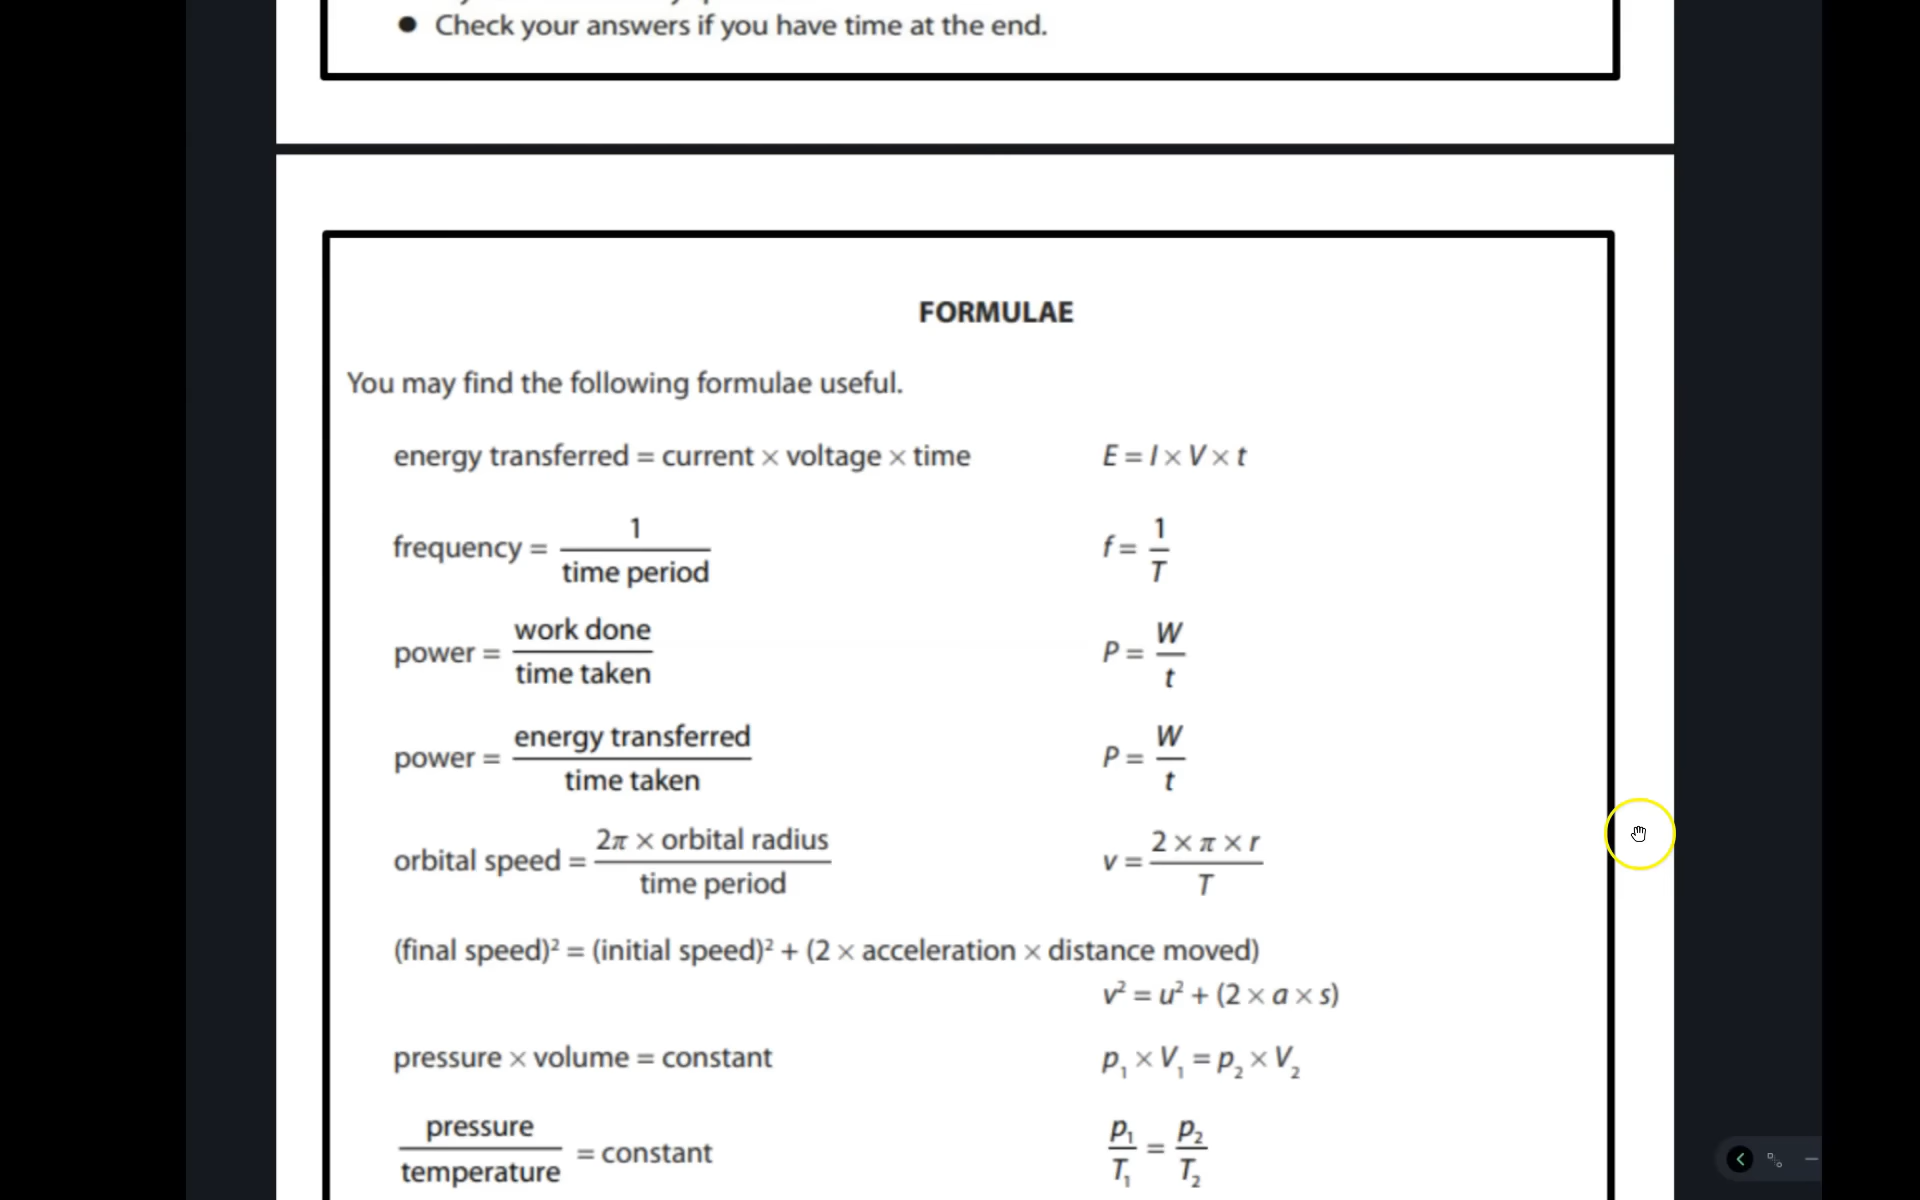 ● Check your answers if you have time at the end.
FORMULAE
You may find the following formulae useful.
energy transferred = current × voltage × time E = I × V × t
frequency = 1 / time period f = 1 / T
power = work done / time taken P = W / t
power = energy transferred / time taken P = W / t
orbital speed = 2π × orbital radius / time period v = 2 × π × r / T
(final speed)² = (initial speed)² + (2 × acceleration × distance moved)
v² = u² + (2 × a × s)
pressure × volume = constant p₁ × V₁ = p₂ × V₂
pressure / temperature = constant p₁ / T₁ = p₂ / T₂